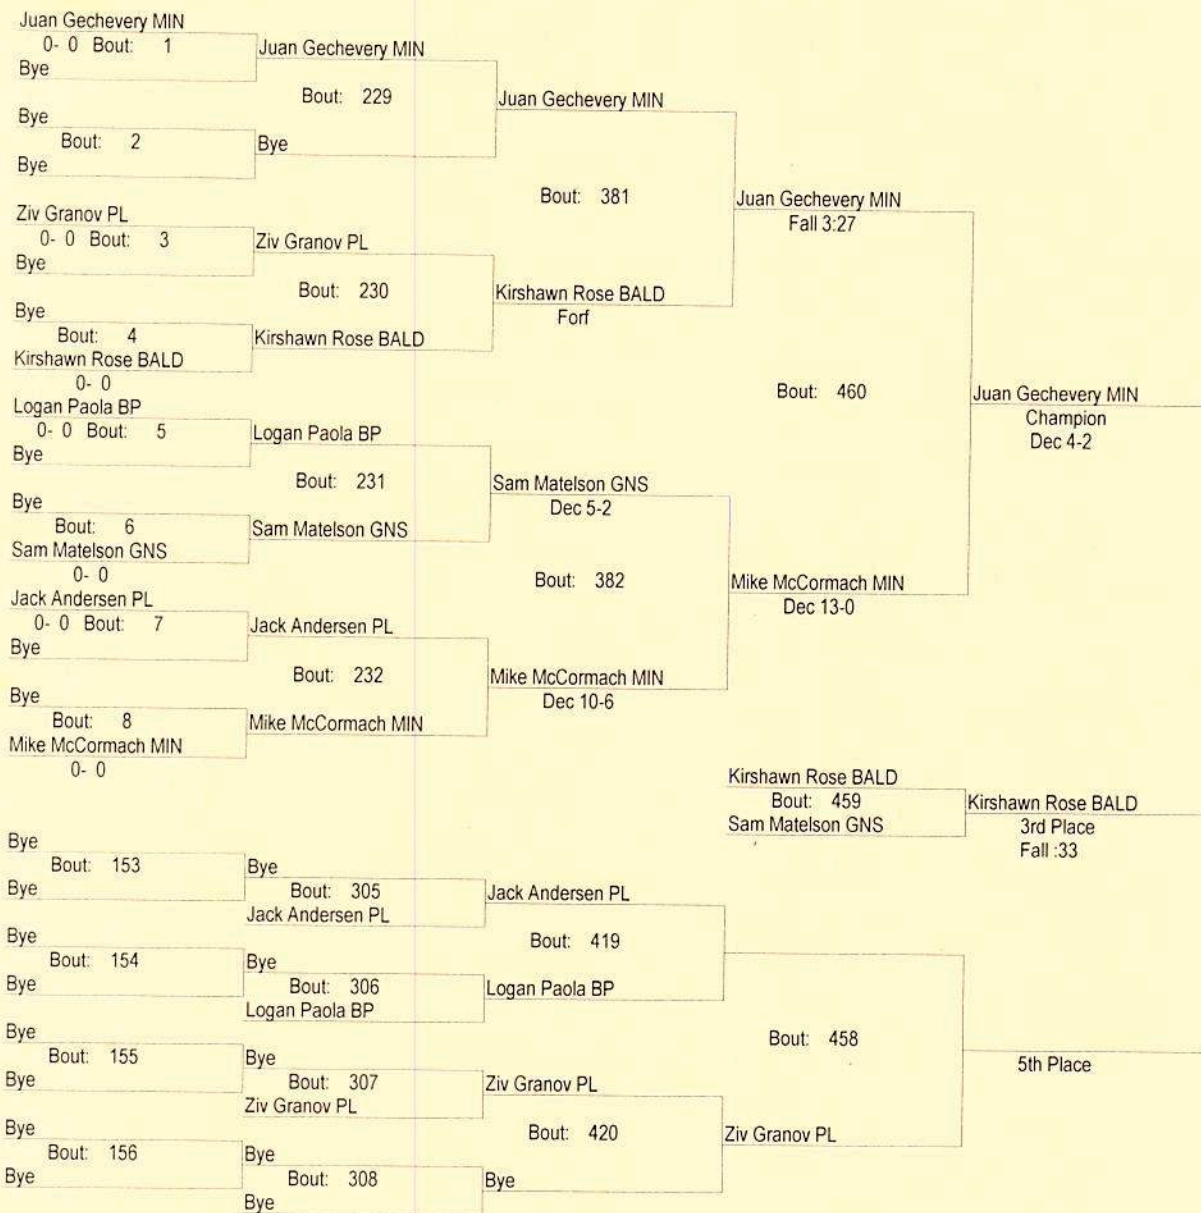 Juan Gechevery MIN
0- 0 Bout: 1
Bye
Bye
Bout: 2
Bye
Ziv Granov PL
0- 0 Bout: 3
Bye
Bye
Bout: 4
Kirshawn Rose BALD
0- 0
Logan Paola BP
0- 0 Bout: 5
Bye
Bye
Bout: 6
Sam Matelson GNS
0- 0
Jack Andersen PL
0- 0 Bout: 7
Bye
Bye
Bout: 8
Mike McCormach MIN
0- 0
Juan Gechevery MIN
Bout: 229
Bye
Ziv Granov PL
Bout: 230
Kirshawn Rose BALD
Logan Paola BP
Bout: 231
Sam Matelson GNS
Jack Andersen PL
Bout: 232
Mike McCormach MIN
Juan Gechevery MIN
Bout: 381
Kirshawn Rose BALD
Forf
Sam Matelson GNS
Dec 5-2
Bout: 382
Mike McCormach MIN
Dec 10-6
Juan Gechevery MIN
Fall 3:27
Bout: 460
Mike McCormach MIN
Dec 13-0
Juan Gechevery MIN
Champion
Dec 4-2
Kirshawn Rose BALD
Bout: 459
Sam Matelson GNS
Kirshawn Rose BALD
3rd Place
Fall :33
Bye
Bout: 153
Bye
Bye
Bout: 154
Bye
Bye
Bout: 155
Bye
Bye
Bout: 156
Bye
Bye
Bout: 305
Jack Andersen PL
Bye
Bout: 306
Logan Paola BP
Bye
Bout: 307
Ziv Granov PL
Bye
Bout: 308
Bye
Jack Andersen PL
Bout: 419
Logan Paola BP
Ziv Granov PL
Bout: 420
Bye
Bout: 458
Ziv Granov PL
5th Place